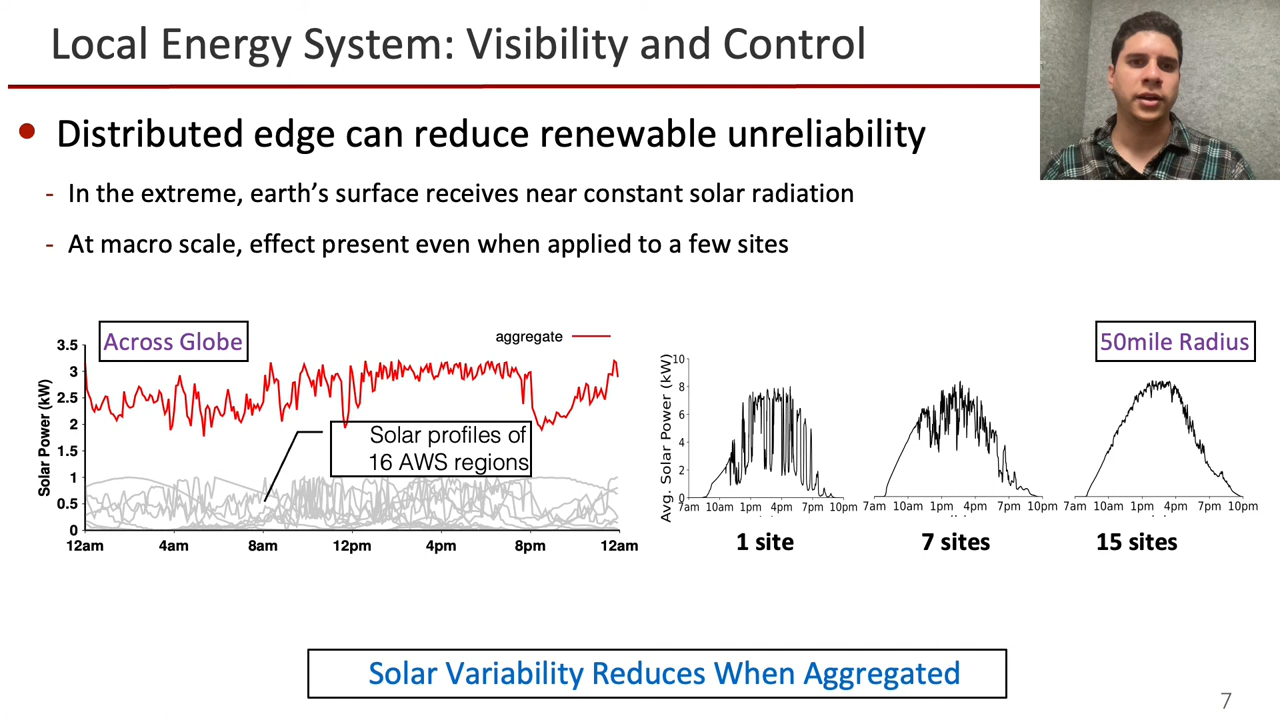 Local Energy System: Visibility and Control
• Distributed edge can reduce renewable unreliability
- In the extreme, earth's surface receives near constant solar radiation
- At macro scale, effect present even when applied to a few sites
Across Globe
aggregate
Solar Power (kW)
3.5
3
2.5
2
1.5
1
0.5
0
Solar profiles of
16 AWS regions
12am 4am 8am 12pm 4pm 8pm 12am
50mile Radius
Avg. Solar Power (kW)
10
8
6
4
2
0
7am 10am 1pm 4pm 7pm 10pm
7am 10am 1pm 4pm 7pm 10pm
7am 10am 1pm 4pm 7pm 10pm
1 site
7 sites
15 sites
Solar Variability Reduces When Aggregated
7